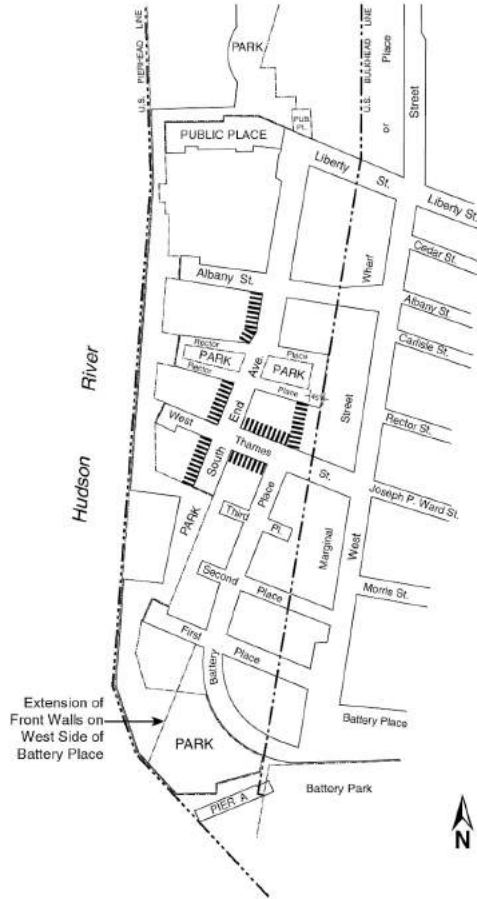 U.S. PIERHEAD LINE
PARK
U.S. BULKHEAD LINE
Place
or
Street
PUB.
PL.
PUBLIC PLACE
Liberty
St.
Liberty St.
Cedar St.
Wharf
Albany St.
Albany St.
Carlisle St.
Rector
Place
PARK
Ave.
PARK
Rector
Place
45'
River
Hudson
End
South
West
Thames
St.
Street
Rector St.
Joseph P. Ward St.
Place
Third
Pl.
PARK
Marginal
West
Second
Place
Morris St.
First
Place
Battery
Extension of
Front Walls on
West Side of
Battery Place
Battery Place
PARK
PIER A
Battery Park
N